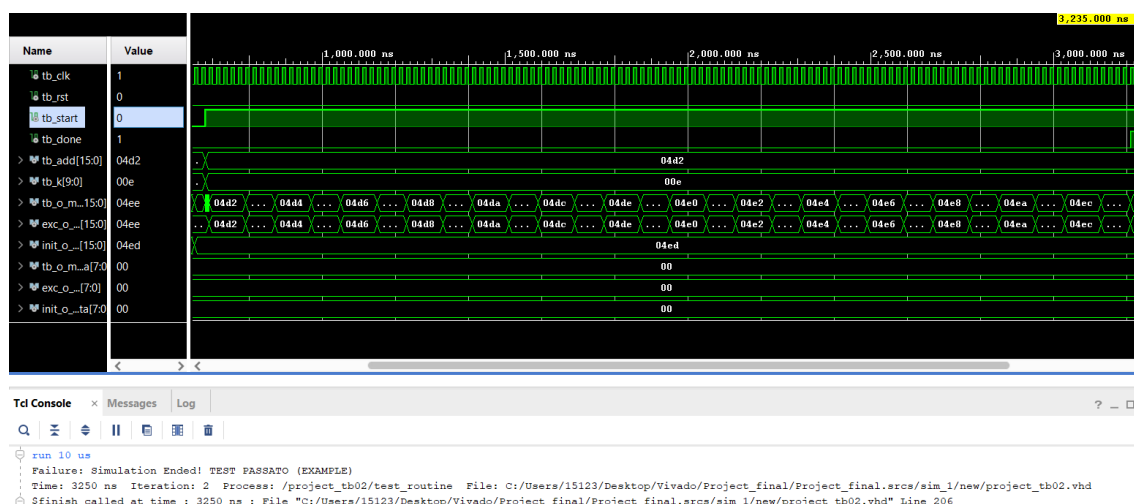 3,235.000 ns
Name Value
1,000.000 ns 1,500.000 ns 2,000.000 ns 2,500.000 ns 3,000.000 ns
tb_clk 1
tb_rst 0
tb_start 0
tb_done 1
> tb_add[15:0] 04d2 . 04d2
> tb_k[9:0] 00e . 00e
> tb_o_m...15:0] 04ee 04d2 ... 04d4 ... 04d6 ... 04d8 ... 04da ... 04dc ... 04de ... 04e0 ... 04e2 ... 04e4 ... 04e6 ... 04e8 ... 04ea ... 04ec
> exc_o_...[15:0] 04ee .. 04d2 ... 04d4 ... 04d6 ... 04d8 ... 04da ... 04dc ... 04de ... 04e0 ... 04e2 ... 04e4 ... 04e6 ... 04e8 ... 04ea ... 04ec
> init_o_...[15:0] 04ed 04ed
> tb_o_m...a[7:0 00 00
> exc_o_...[7:0] 00 00
> init_o_...ta[7:0 00 00
Tcl Console × Messages Log
run 10 us
Failure: Simulation Ended! TEST PASSATO (EXAMPLE)
Time: 3250 ns Iteration: 2 Process: /project_tb02/test_routine File: C:/Users/15123/Desktop/Vivado/Project_final/Project_final.srcs/sim_1/new/project_tb02.vhd
$finish called at time : 3250 ns : File "C:/Users/15123/Desktop/Vivado/Project_final/Project_final.srcs/sim_1/new/project_tb02.vhd" Line 206